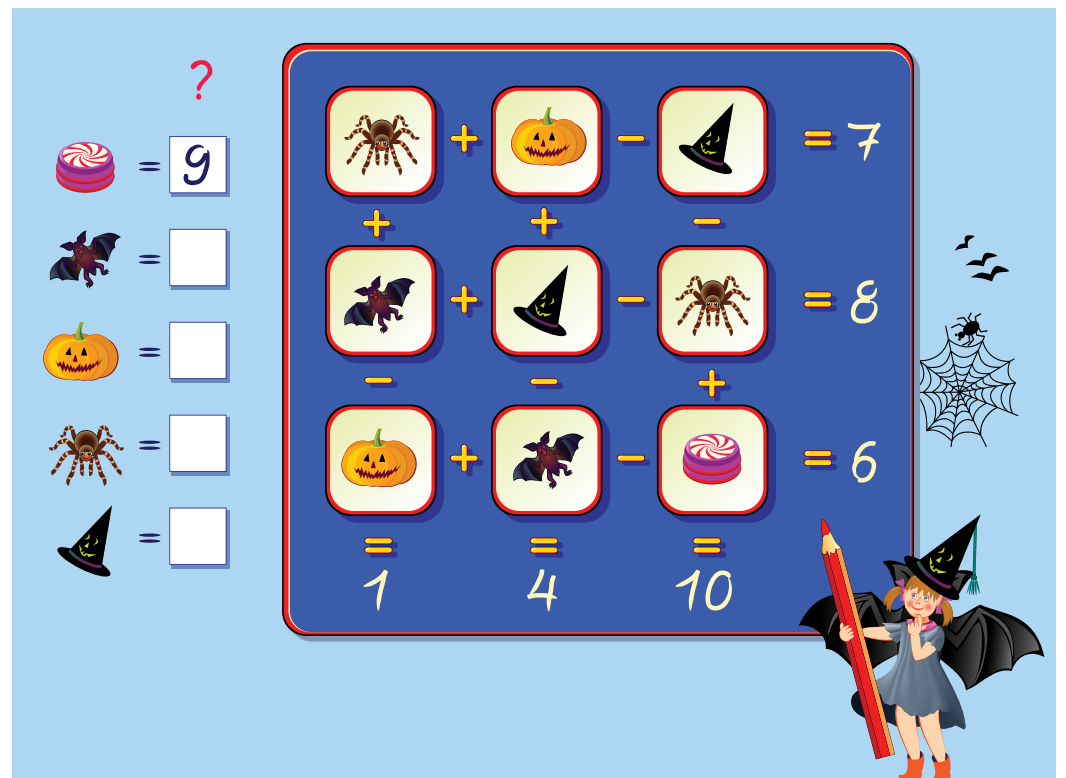 ?
= 9
=
=
=
=
+ - = 7
+ + -
+ - = 8
- - +
+ - = 6
= = =
1 4 10